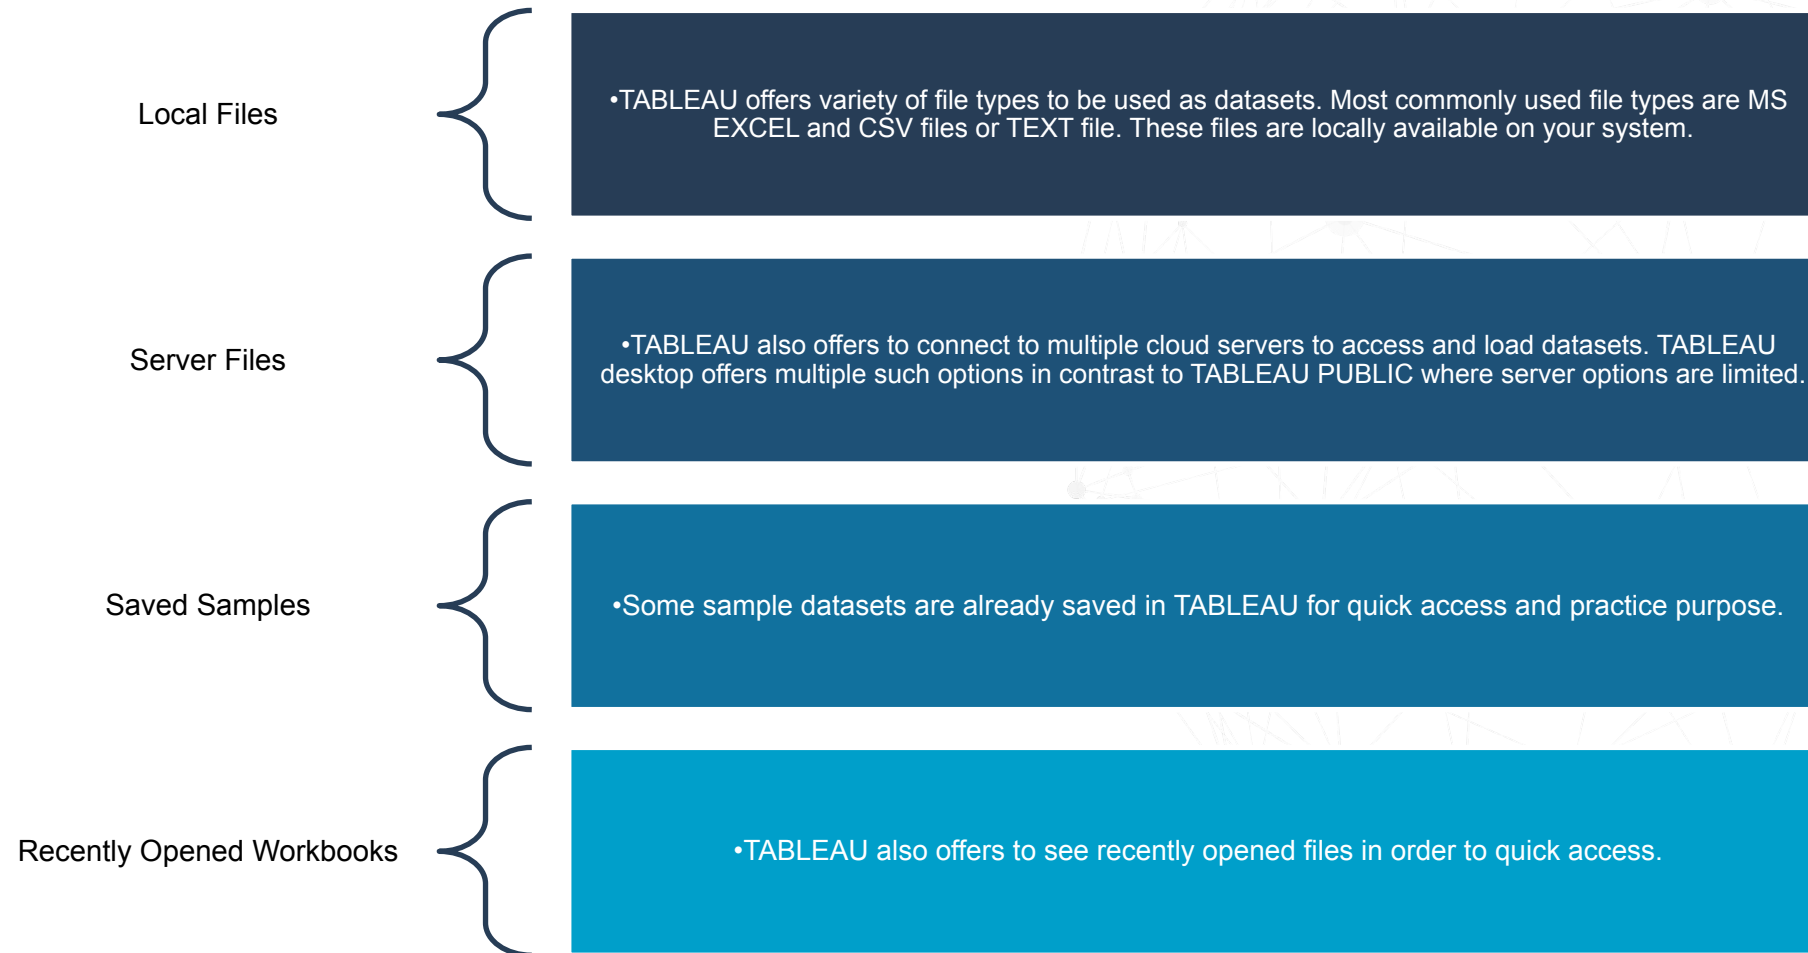 Local Files
•TABLEAU offers variety of file types to be used as datasets. Most commonly used file types are MS
EXCEL and CSV files or TEXT file. These files are locally available on your system.
Server Files
•TABLEAU also offers to connect to multiple cloud servers to access and load datasets. TABLEAU
desktop offers multiple such options in contrast to TABLEAU PUBLIC where server options are limited.
Saved Samples
•Some sample datasets are already saved in TABLEAU for quick access and practice purpose.
Recently Opened Workbooks
•TABLEAU also offers to see recently opened files in order to quick access.